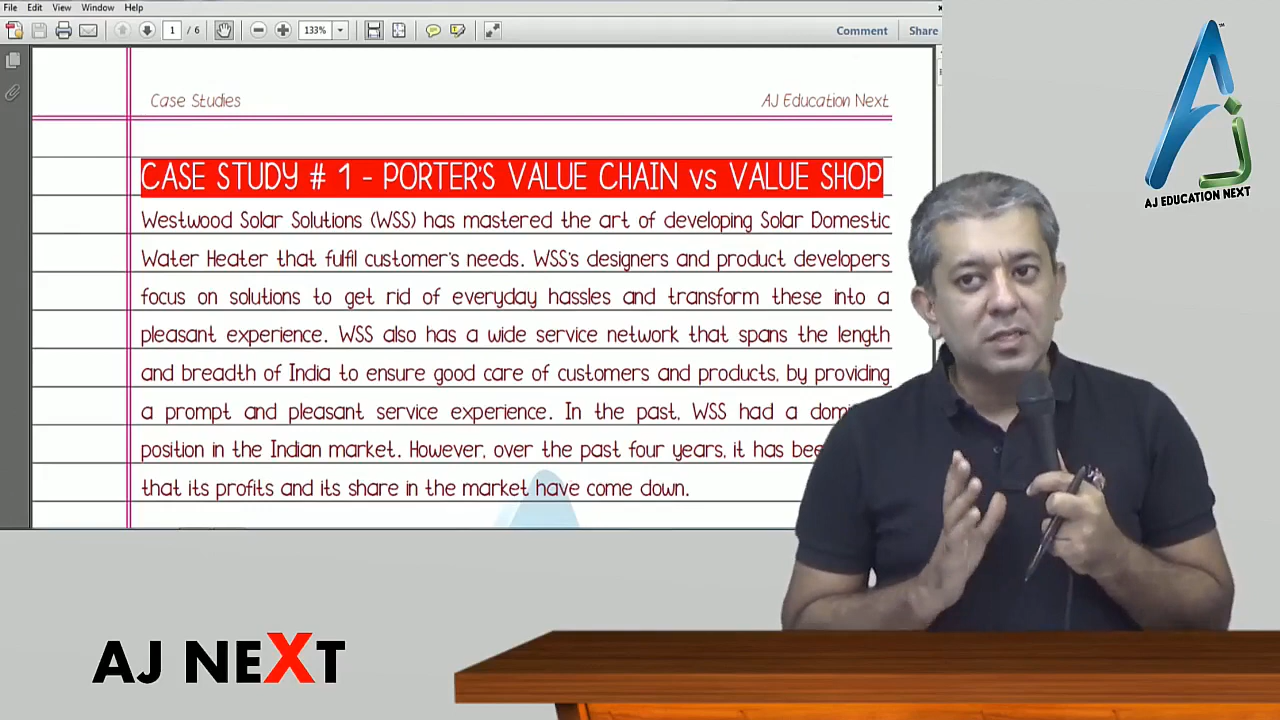 File Edit View Window Help
1 / 6 133% Comment Share
Case Studies AJ Education Next
CASE STUDY # 1 - PORTER'S VALUE CHAIN vs VALUE SHOP
Westwood Solar Solutions (WSS) has mastered the art of developing Solar Domestic
Water Heater that fulfil customer's needs. WSS's designers and product developers
focus on solutions to get rid of everyday hassles and transform these into a
pleasant experience. WSS also has a wide service network that spans the length
and breadth of India to ensure good care of customers and products, by providing
a prompt and pleasant service experience. In the past, WSS had a
position in the Indian market. However, over the past four years, it has
that its profits and its share in the market have come down.
AJ EDUCATION NEXT
AJ NEXT